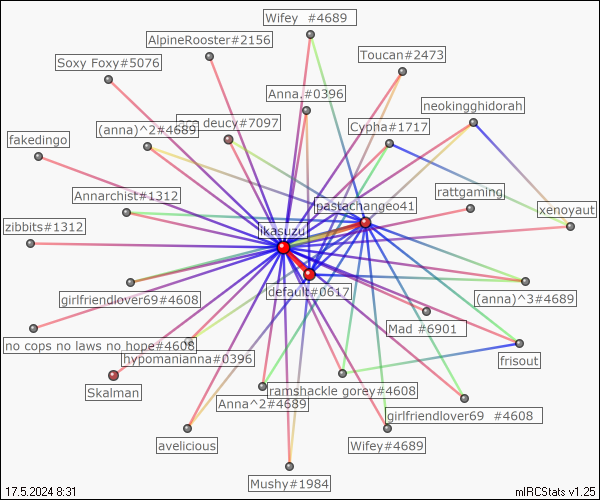 Wifey  #4689
AlpineRooster#2156
Toucan#2473
Soxy Foxy#5076
Anna.#0396
neokingghidorah
ace deucy#7097
(anna)^2#4689
Cypha#1717
fakedingo
Annarchist#1312
rattgaming
pastachangeo41
xenoyaut
zibbits#1312
ikasuzu
default#0617
girlfriendlover69#4608
(anna)^3#4689
Mad #6901
no cops no laws no hope#4608
hypomanianna#0396
frisout
Skalman
ramshackle gorey#4608
Anna^2#4689
girlfriendlover69  #4608
avelicious
Wifey#4689
Mushy#1984
17.5.2024 8:31
mIRCStats v1.25